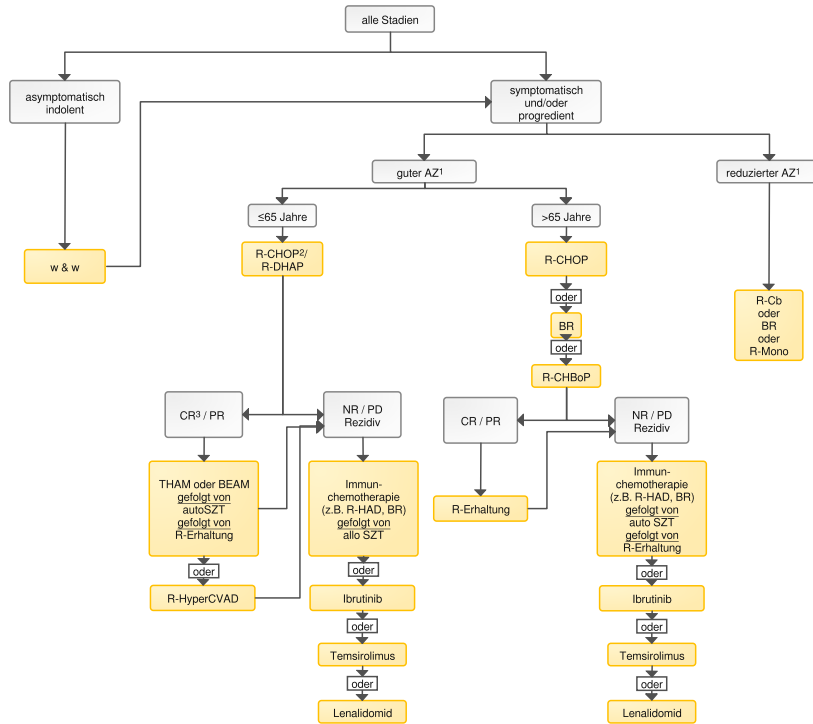 alle Stadien
asymptomatisch
indolent
symptomatisch
und/oder
progredient
guter AZ¹
reduzierter AZ¹
≤65 Jahre
>65 Jahre
w & w
R-CHOP²/
R-DHAP
R-CHOP
oder
BR
oder
R-CHBoP
R-Cb
oder
BR
oder
R-Mono
CR³ / PR
NR / PD
Rezidiv
CR / PR
NR / PD
Rezidiv
THAM oder BEAM
gefolgt von
autoSZT
gefolgt von
R-Erhaltung
oder
R-HyperCVAD
Immun-
chemotherapie
(z.B. R-HAD, BR)
gefolgt von
allo SZT
Ibrutinib
oder
Temsirolimus
oder
Lenalidomid
R-Erhaltung
Immun-
chemotherapie
(z.B. R-HAD, BR)
gefolgt von
auto SZT
gefolgt von
R-Erhaltung
oder
Ibrutinib
oder
Temsirolimus
oder
Lenalidomid